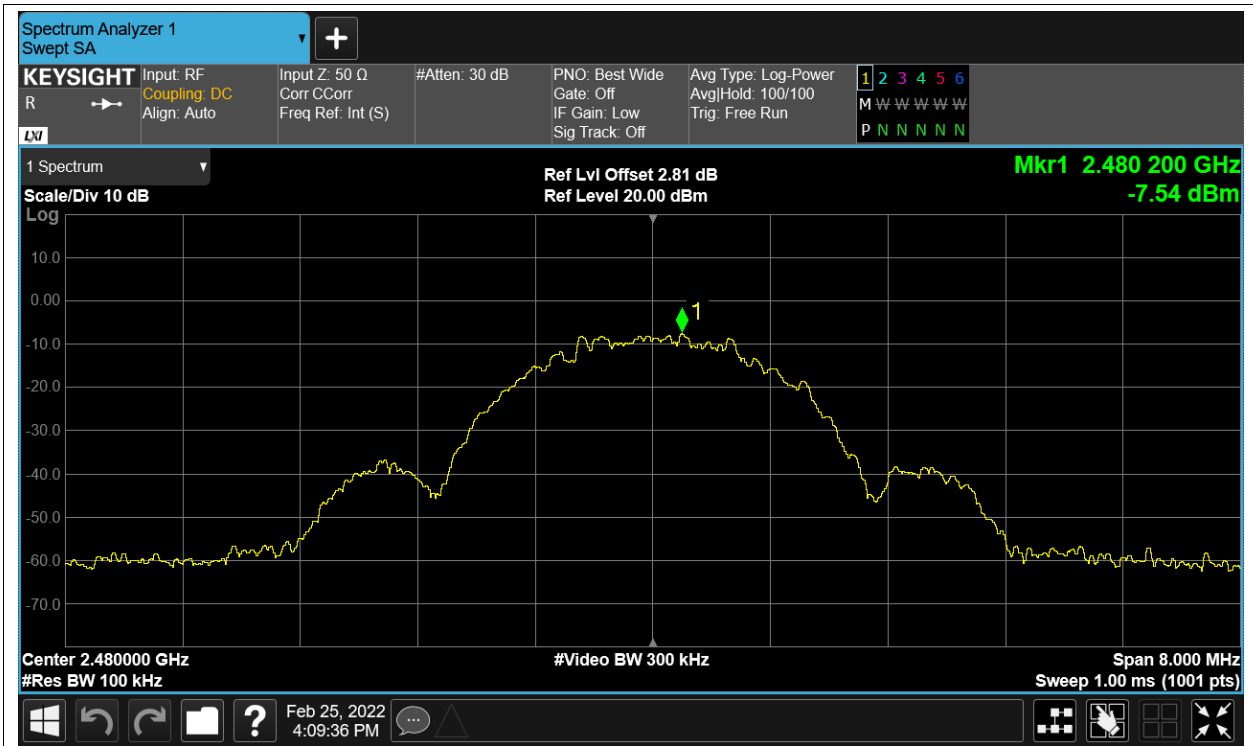 Spectrum Analyzer 1
Swept SA
+
KEYSIGHT
R
LXI
Input: RF
Coupling: DC
Align: Auto
Input Z: 50 Ω
Corr CCorr
Freq Ref: Int (S)
#Atten: 30 dB
PNO: Best Wide
Gate: Off
IF Gain: Low
Sig Track: Off
Avg Type: Log-Power
Avg|Hold: 100/100
Trig: Free Run
1 2 3 4 5 6
M W W W W W W
P N N N N N N
1 Spectrum
Scale/Div 10 dB
Log
Ref Lvl Offset 2.81 dB
Ref Level 20.00 dBm
Mkr1 2.480 200 GHz
-7.54 dBm
10.0
0.00
-10.0
-20.0
-30.0
-40.0
-50.0
-60.0
-70.0
1
Center 2.480000 GHz
#Res BW 100 kHz
#Video BW 300 kHz
Span 8.000 MHz
Sweep 1.00 ms (1001 pts)
?
Feb 25, 2022
4:09:36 PM